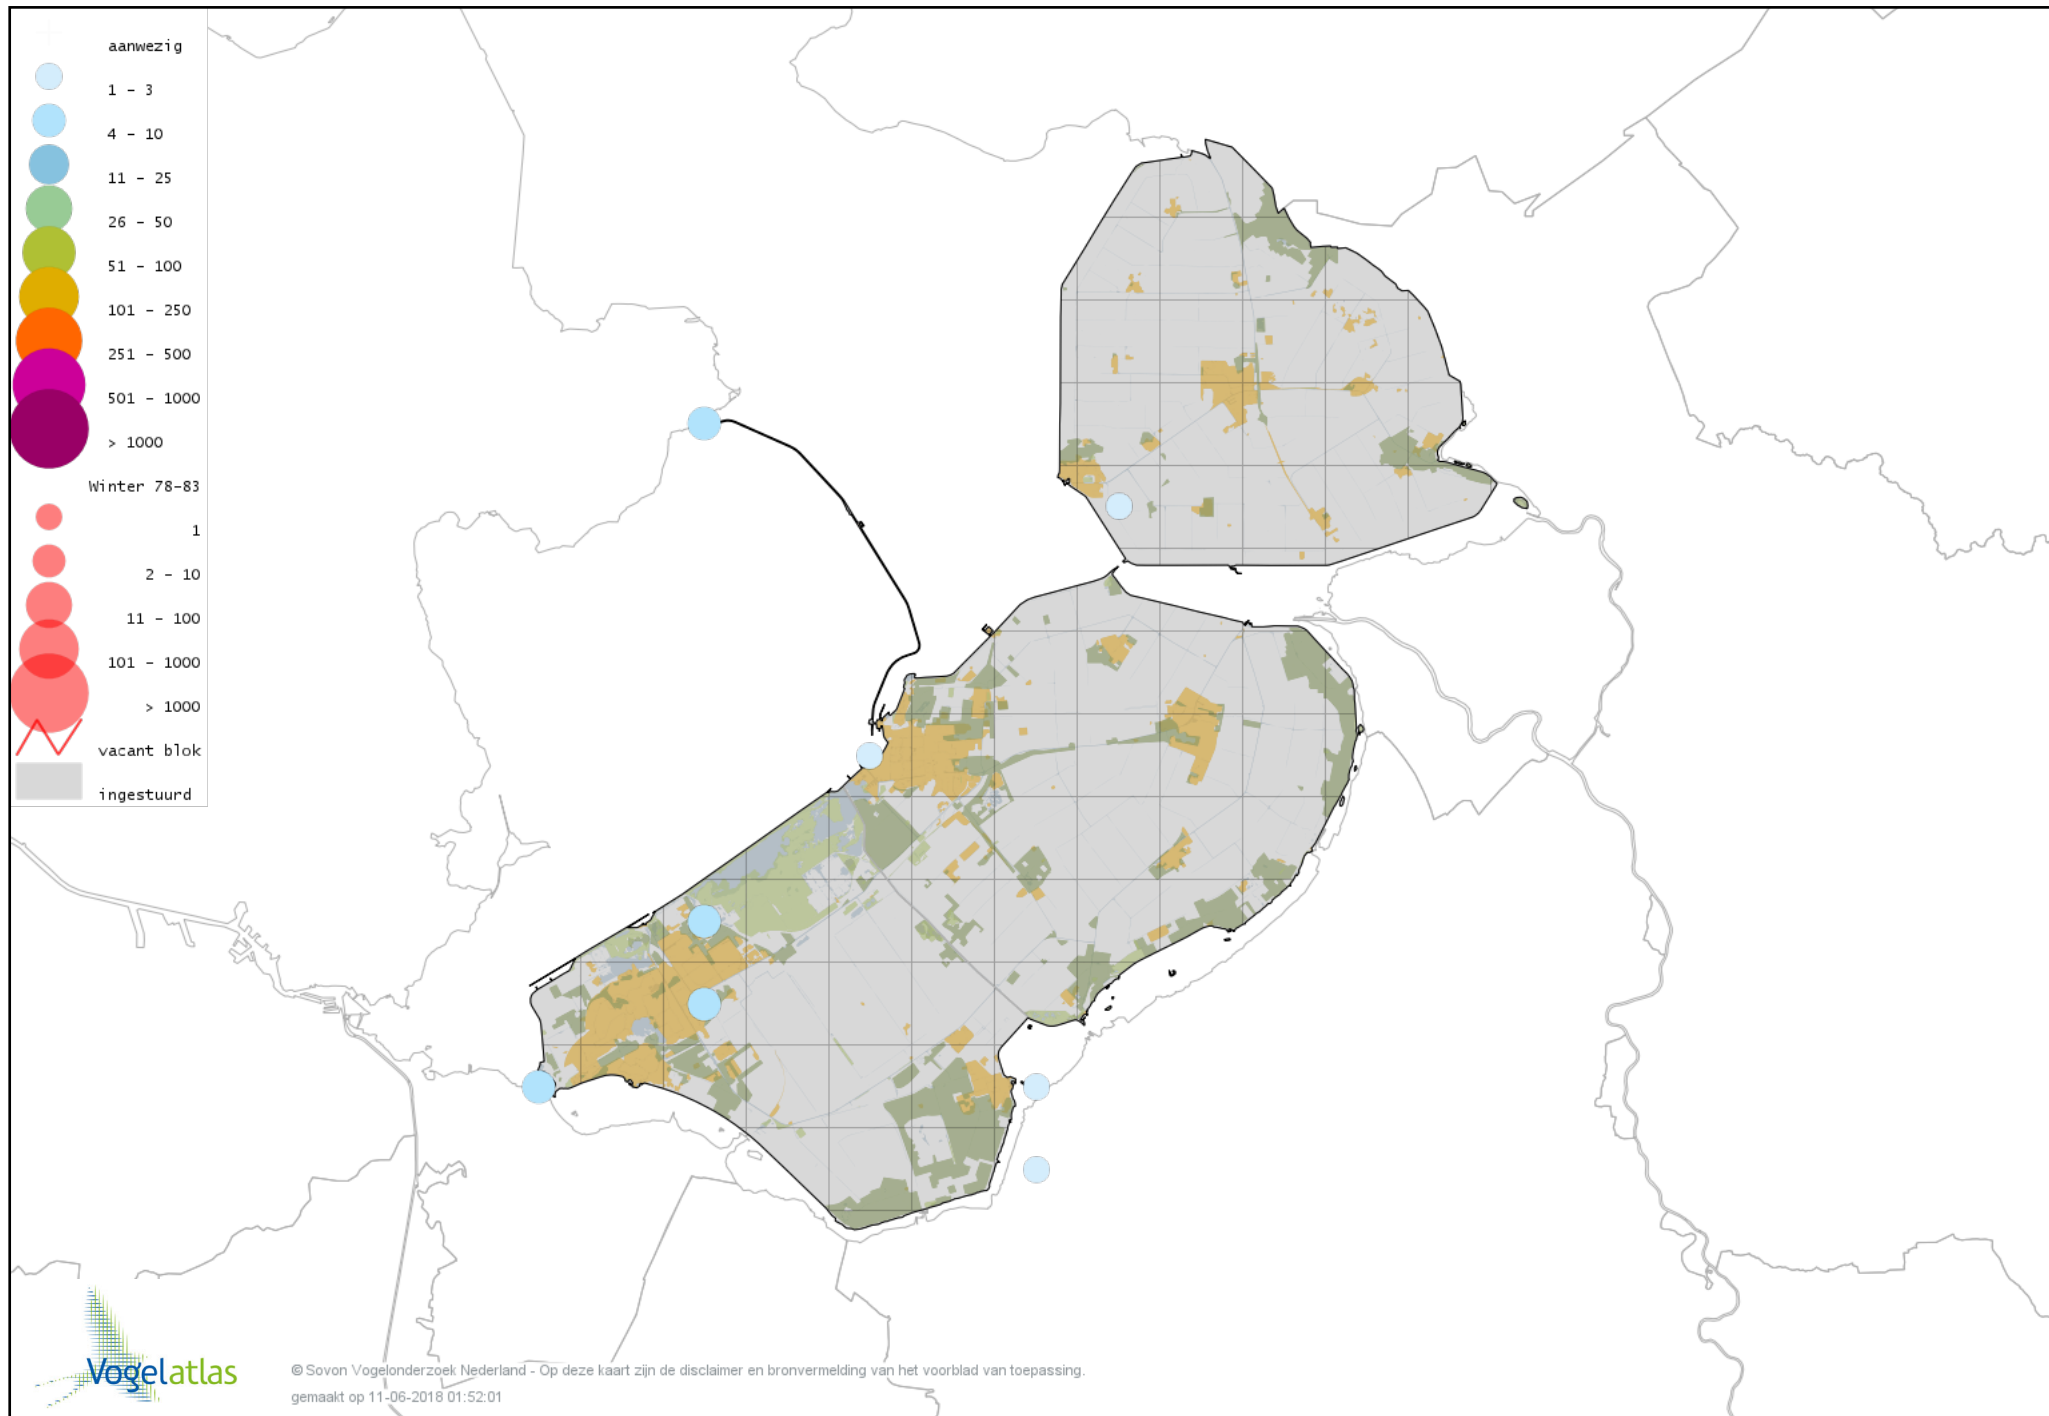 aanwezig
1 - 3
4 - 10
11 - 25
26 - 50
51 - 100
101 - 250
251 - 500
501 - 1000
> 1000
Winter 78-83
1
2 - 10
11 - 100
101 - 1000
> 1000
vacant blok
ingestuurd
Vogelatlas
© Sovon Vogelonderzoek Nederland - Op deze kaart zijn de disclaimer en bronvermelding van het voorblad van toepassing.
gemaakt op 11-06-2018 01:52:01